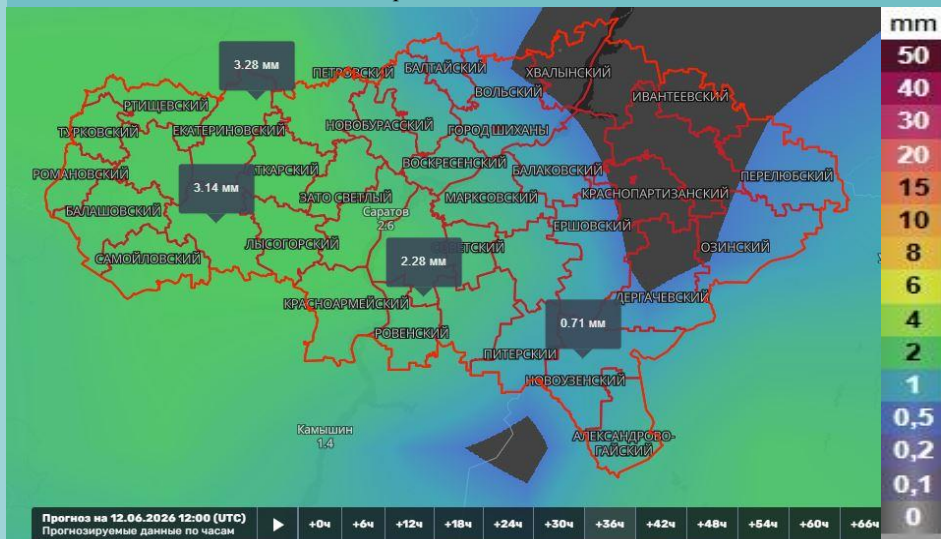 mm
50
40
30
20
15
10
8
6
4
2
1
0,5
0,2
0,1
0
3.28 мм
ПЕТРОВСКИЙ
БАЛТАЙСКИЙ
ХВАЛЫНСКИЙ
ВОЛЬСКИЙ
ИВАНТЕЕВСКИЙ
РТИЩЕВСКИЙ
ТУРКОВСКИЙ
ЕКАТЕРИНОВСКИЙ
НОВОБУРАССКИЙ
ГОРОД ШИХАНЫ
РОМАНОВСКИЙ
3.14 мм
АТКАРСКИЙ
ВОСКРЕСЕНСКИЙ
БАЛАКОВСКИЙ
ПЕРЕЛЮБСКИЙ
ЗАТО СВЕТЛЫЙ
МАРКСОВСКИЙ
КРАСНОПАРТИЗАНСКИЙ
БАЛАШОВСКИЙ
Саратов
2.6
ЕРШОВСКИЙ
ЛЫСОГОРСКИЙ
ОЗИНСКИЙ
САМОЙЛОВСКИЙ
2.28 мм
ДЕРГАЧЕВСКИЙ
КРАСНОАРМЕЙСКИЙ
0.71 мм
РОВЕНСКИЙ
ПИТЕРСКИЙ
НОВОУЗЕНСКИЙ
Камышин
1.4
АЛЕКСАНДРОВО-
ГАЙСКИЙ
Прогноз на 12.06.2026 12:00 (UTC)
Прогнозируемые данные по часам
+0ч +6ч +12ч +18ч +24ч +30ч +36ч +42ч +48ч +54ч +60ч +66ч